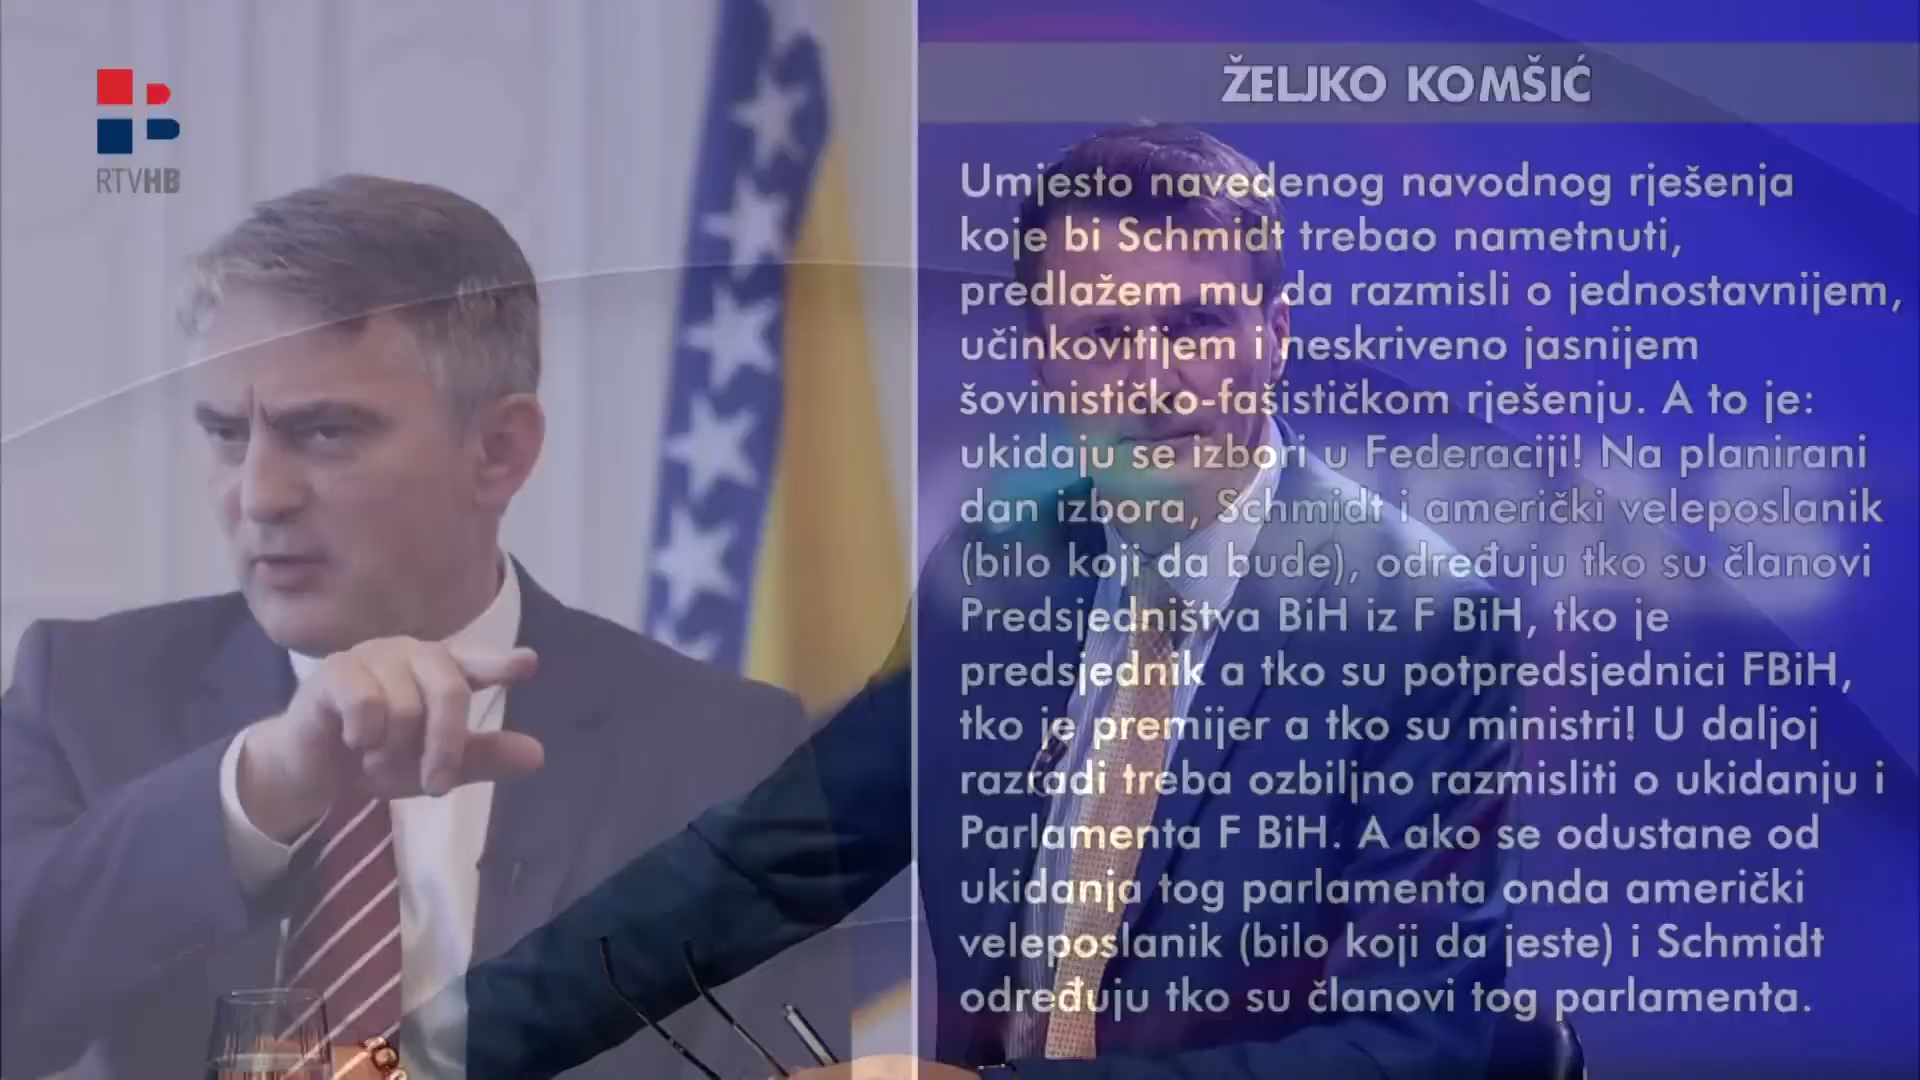 RTVHB
ŽELJKO KOMŠIĆ
Umjesto navedenog navodnog rješenja
koje bi Schmidt trebao nametnuti,
predlažem mu da razmisli o jednostavnijem,
učinkovitijem i neskriveno jasnijem
šovinističko-fašističkom rješenju. A to je:
ukidaju se izbori u Federaciji! Na planirani
dan izbora, Schmidt i američki veleposlanik
(bilo koji da bude), određuju tko su članovi
Predsjedništva BiH iz F BiH, tko je
predsjednik a tko su potpredsjednici FBiH,
tko je premijer a tko su ministri! U daljoj
razradi treba ozbiljno razmisliti o ukidanju i
Parlamenta F BiH. A ako se odustane od
ukidanja tog parlamenta onda američki
veleposlanik (bilo koji da jeste) i Schmidt
određuju tko su članovi tog parlamenta.